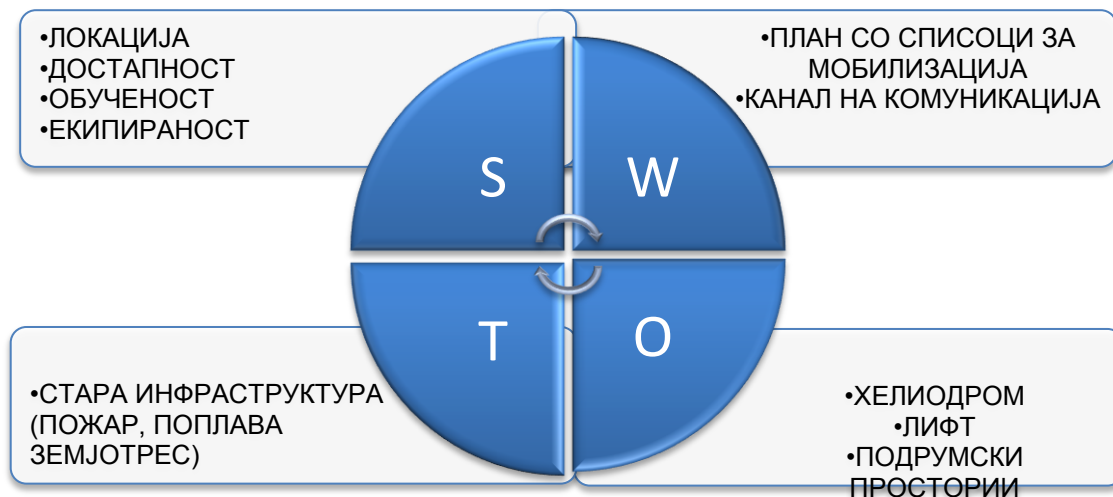 •ЛОКАЦИЈА
•ДОСТАПНОСТ
•ОБУЧЕНОСТ
•ЕКИПИРАНОСТ
•ПЛАН СО СПИСОЦИ ЗА
МОБИЛИЗАЦИЈА
•КАНАЛ НА КОМУНИКАЦИЈА
S
W
T
O
•СТАРА ИНФРАСТРУКТУРА
(ПОЖАР, ПОПЛАВА
ЗЕМЈОТРЕС)
•ХЕЛИОДРОМ
•ЛИФТ
•ПОДРУМСКИ
ПРОСТОРИИ